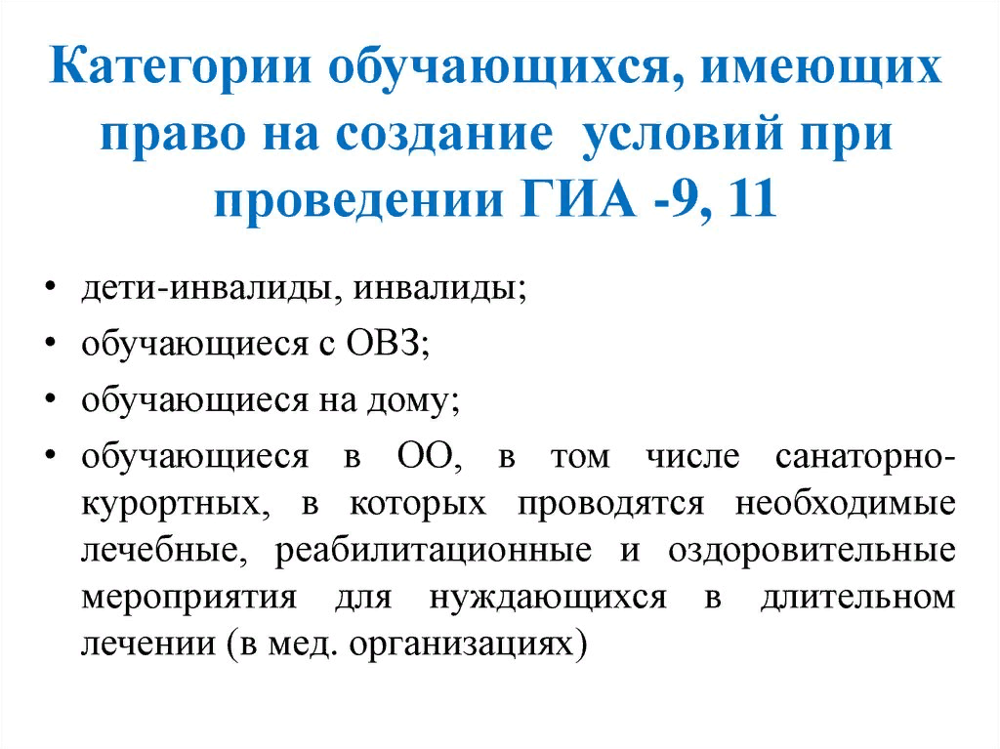 Категории обучающихся, имеющих
право на создание условий при
проведении ГИА -9, 11
• дети-инвалиды, инвалиды;
• обучающиеся с ОВЗ;
• обучающиеся на дому;
• обучающиеся в ОО, в том числе санаторно-
курортных, в которых проводятся необходимые
лечебные, реабилитационные и оздоровительные
мероприятия для нуждающихся в длительном
лечении (в мед. организациях)